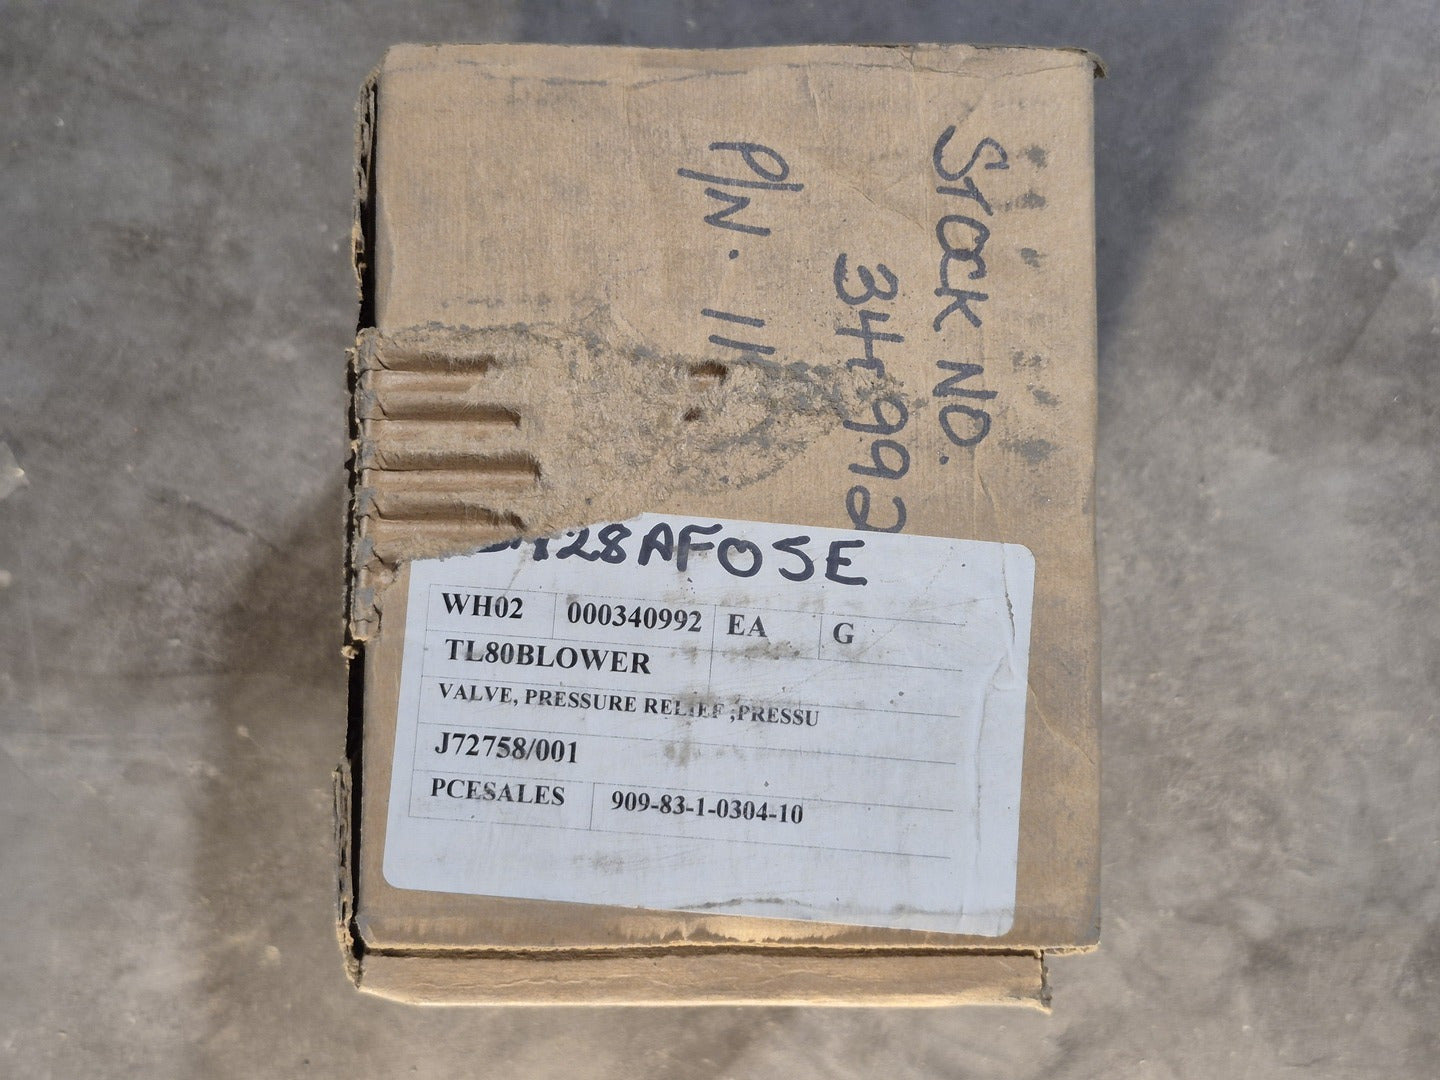 STOCK NO.
34992
P/N. 11
28AFOSE
WH02 000340992 EA G
TL80BLOWER
VALVE, PRESSURE RELIEF ;PRESSU
J72758/001
PCESALES 909-83-1-0304-10